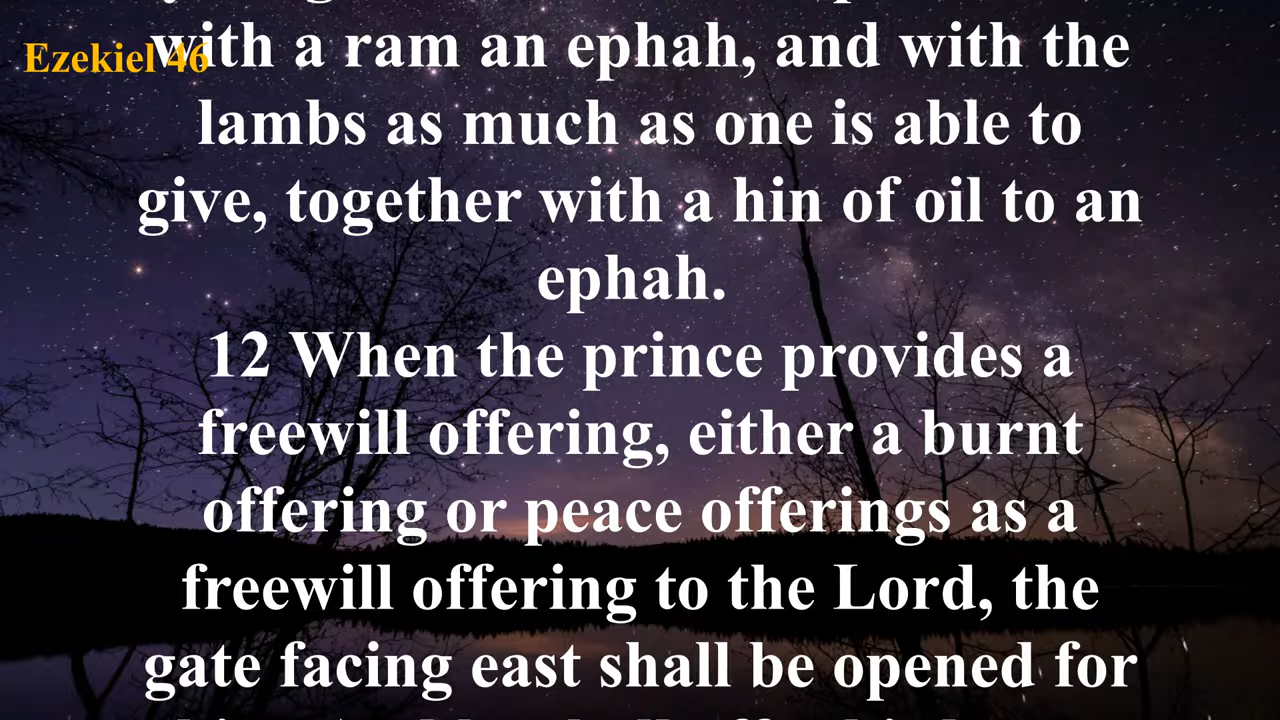 Ezekiel 46
with a ram an ephah, and with the
lambs as much as one is able to
give, together with a hin of oil to an
ephah.
12 When the prince provides a
freewill offering, either a burnt
offering or peace offerings as a
freewill offering to the Lord, the
gate facing east shall be opened for